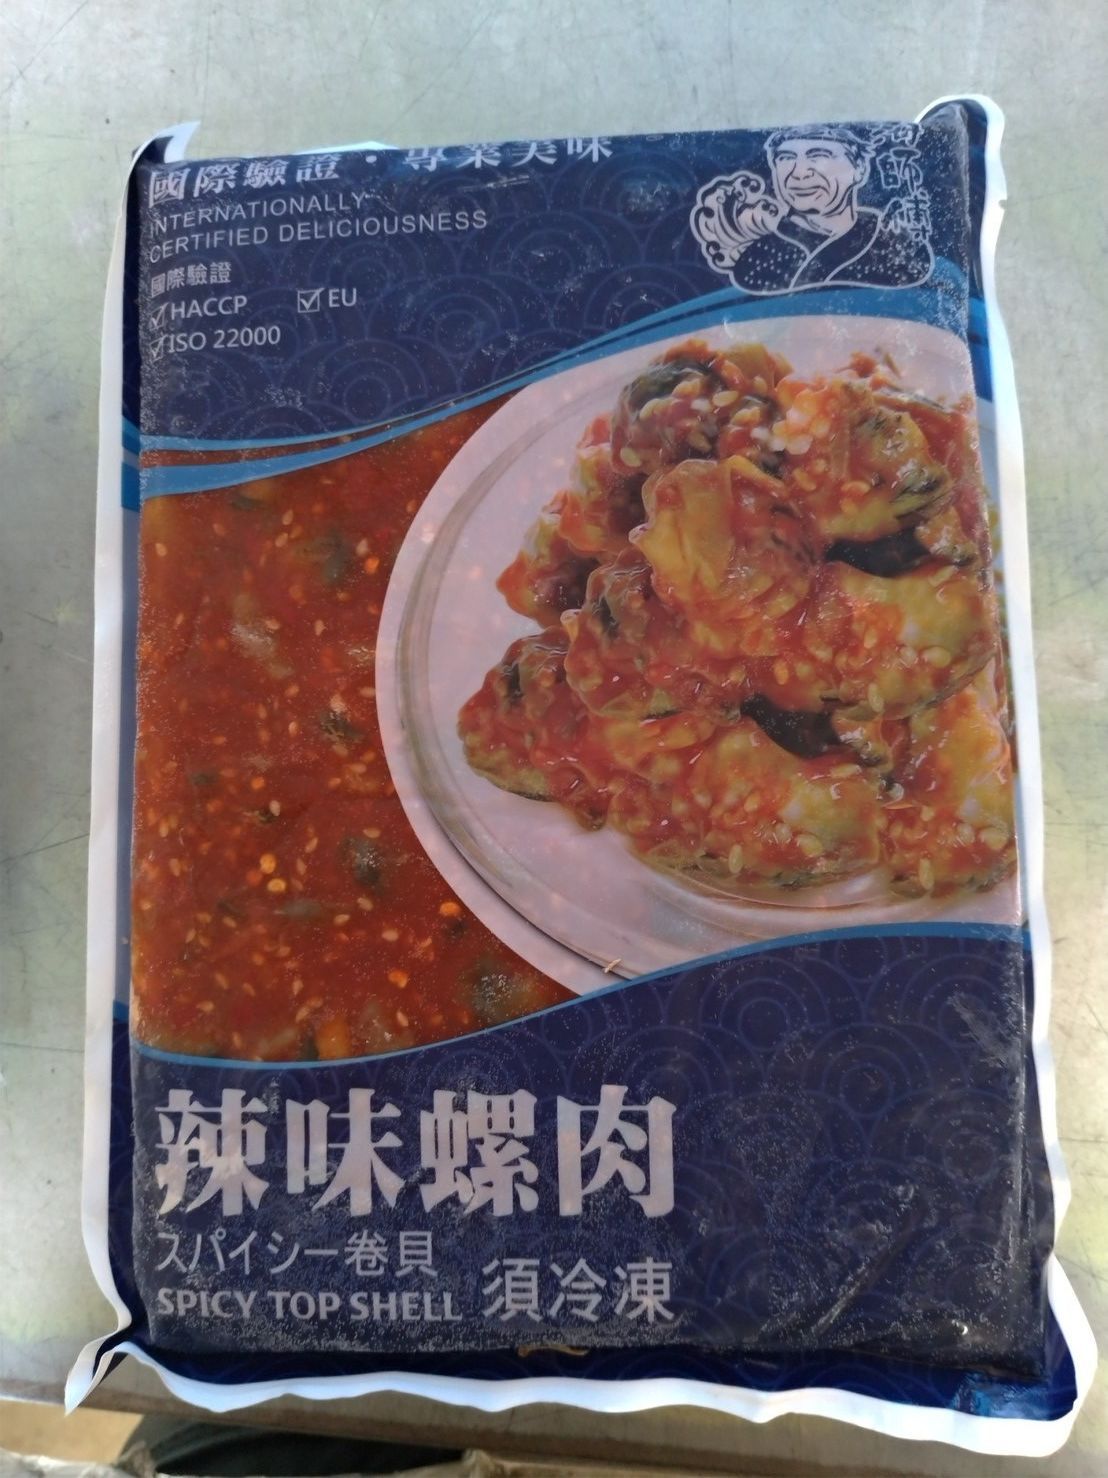 國際驗證・專業美味
INTERNATIONALLY
CERTIFIED DELICIOUSNESS
國際驗證
HACCP EU
ISO 22000
辣味螺肉
スパイシー巻貝
SPICY TOP SHELL 須冷凍